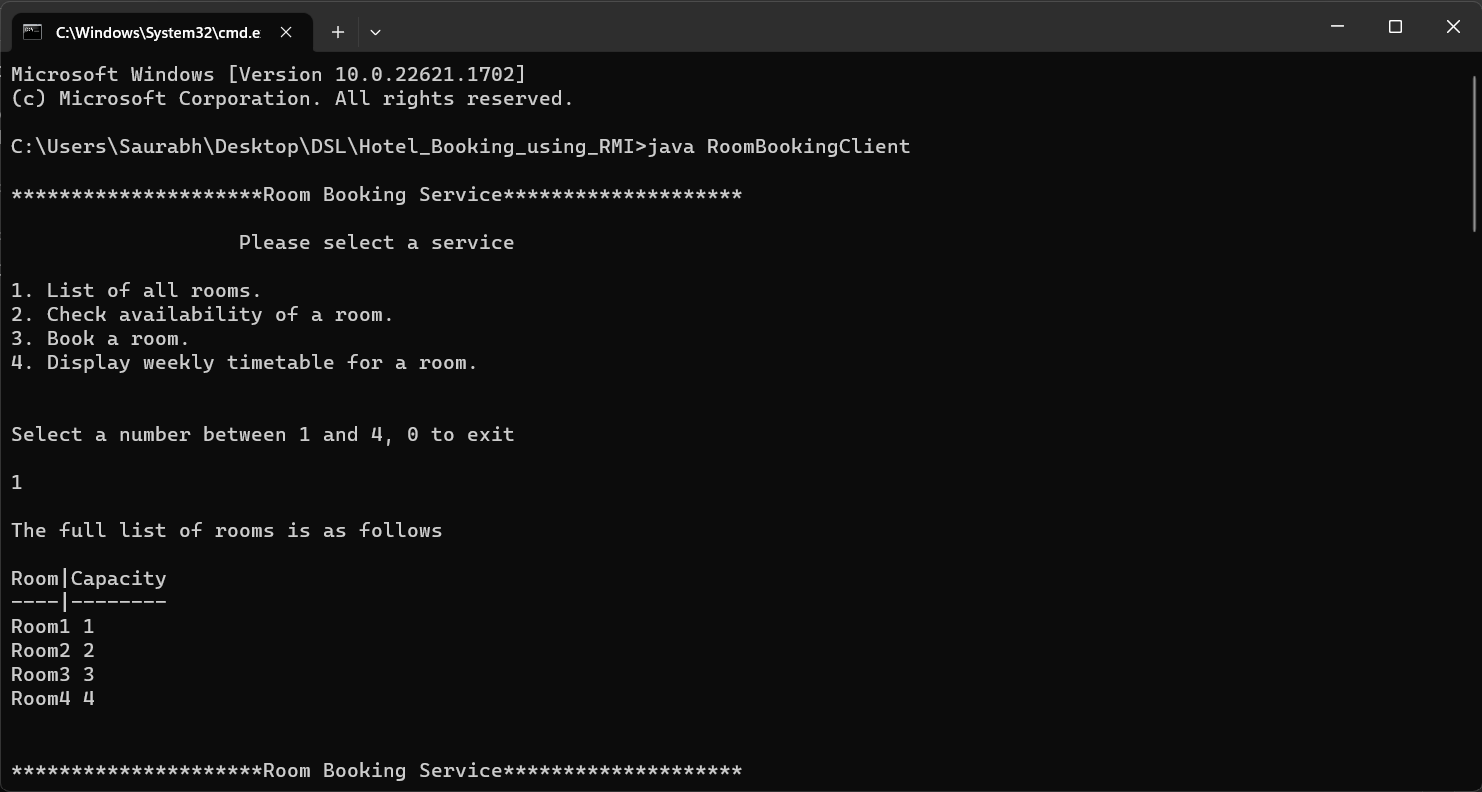 C:\Windows\System32\cmd.e
Microsoft Windows [Version 10.0.22621.1702]
(c) Microsoft Corporation. All rights reserved.
C:\Users\Saurabh\Desktop\DSL\Hotel_Booking_using_RMI>java RoomBookingClient
*********************Room Booking Service********************
Please select a service
1. List of all rooms.
2. Check availability of a room.
3. Book a room.
4. Display weekly timetable for a room.
Select a number between 1 and 4, 0 to exit
1
The full list of rooms is as follows
Room|Capacity
----|--------
Room1 1
Room2 2
Room3 3
Room4 4
*********************Room Booking Service********************